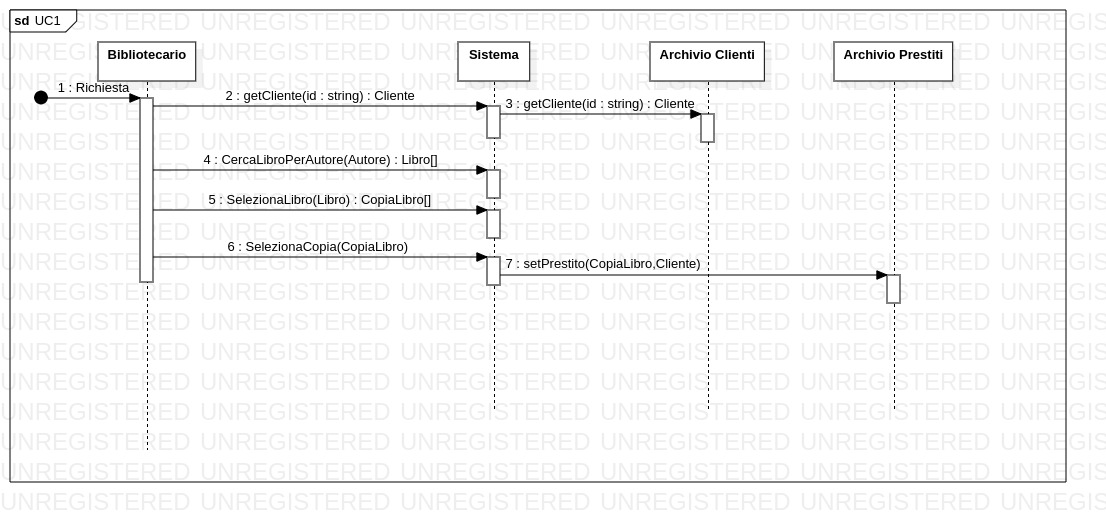 sd UC1
Bibliotecario
Sistema
Archivio Clienti
Archivio Prestiti
1 : Richiesta
2 : getCliente(id : string) : Cliente
3 : getCliente(id : string) : Cliente
4 : CercaLibroPerAutore(Autore) : Libro[]
5 : SelezionaLibro(Libro) : CopiaLibro[]
6 : SelezionaCopia(CopiaLibro)
7 : setPrestito(CopiaLibro,Cliente)
UNREGISTERED UNREGISTERED UNREGISTERED UNREGISTERED UNREGISTERED